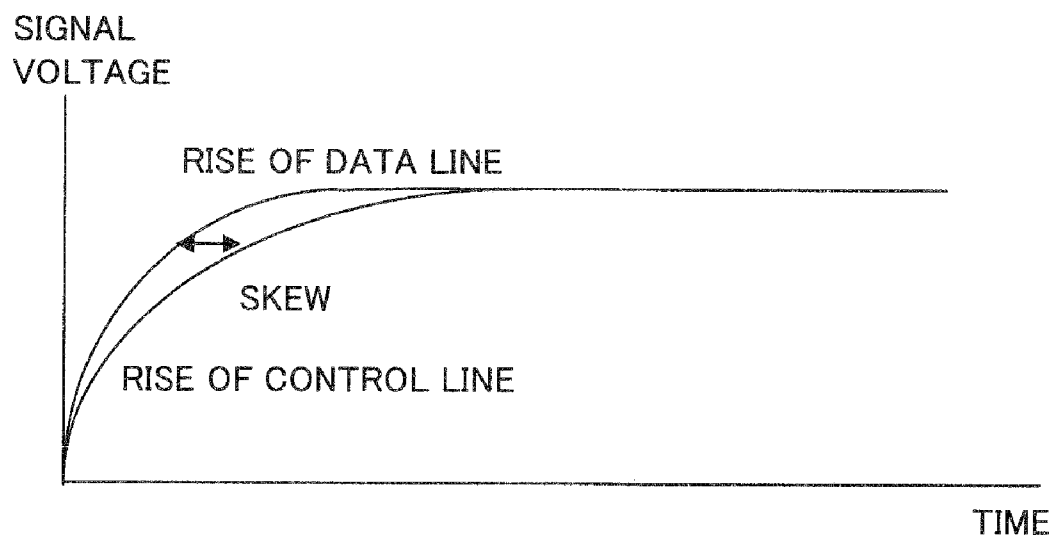 SIGNAL
VOLTAGE
RISE OF DATA LINE
SKEW
RISE OF CONTROL LINE
TIME